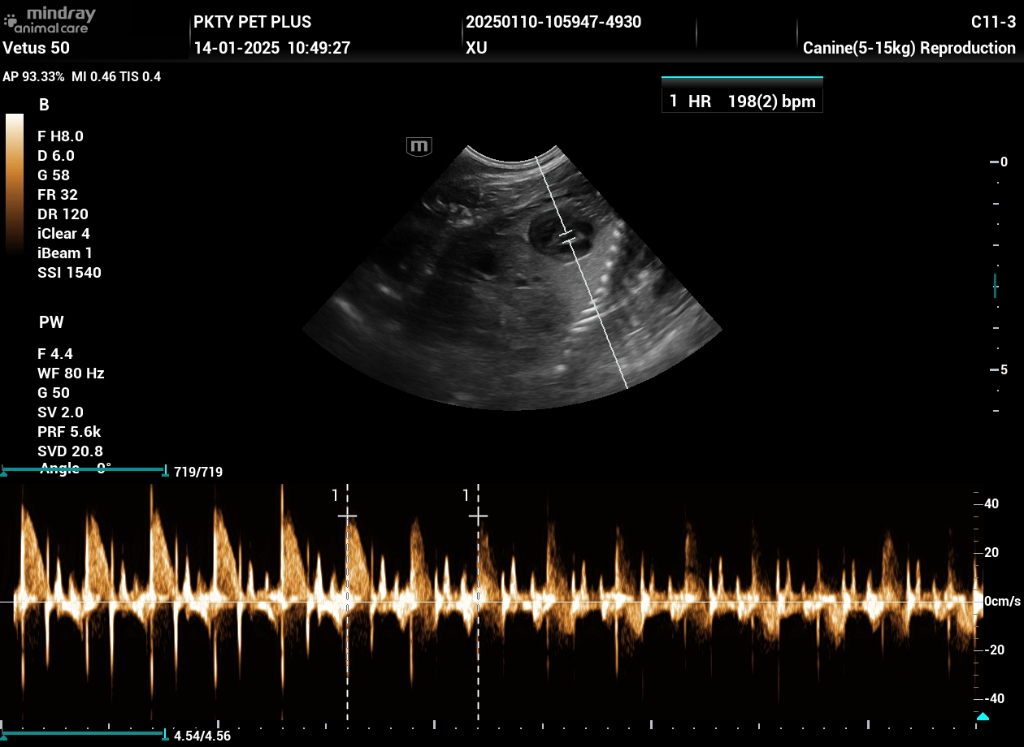 mindray
animal care
Vetus 50
PKTY PET PLUS
14-01-2025 10:49:27
20250110-105947-4930
XU
C11-3
Canine(5-15kg) Reproduction
AP 93.33% MI 0.46 TIS 0.4
1 HR 198(2) bpm
B
F H8.0
D 6.0
G 58
FR 32
DR 120
iClear 4
iBeam 1
SSI 1540
m
0
5
PW
F 4.4
WF 80 Hz
G 50
SV 2.0
PRF 5.6k
SVD 20.8
Angle 0°
719/719
1
1
40
20
0cm/s
-20
-40
4.54/4.56